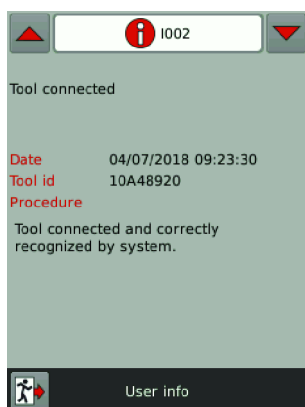 I002
Tool connected
Date 04/07/2018 09:23:30
Tool id 10A48920
Procedure
Tool connected and correctly
recognized by system.
User info